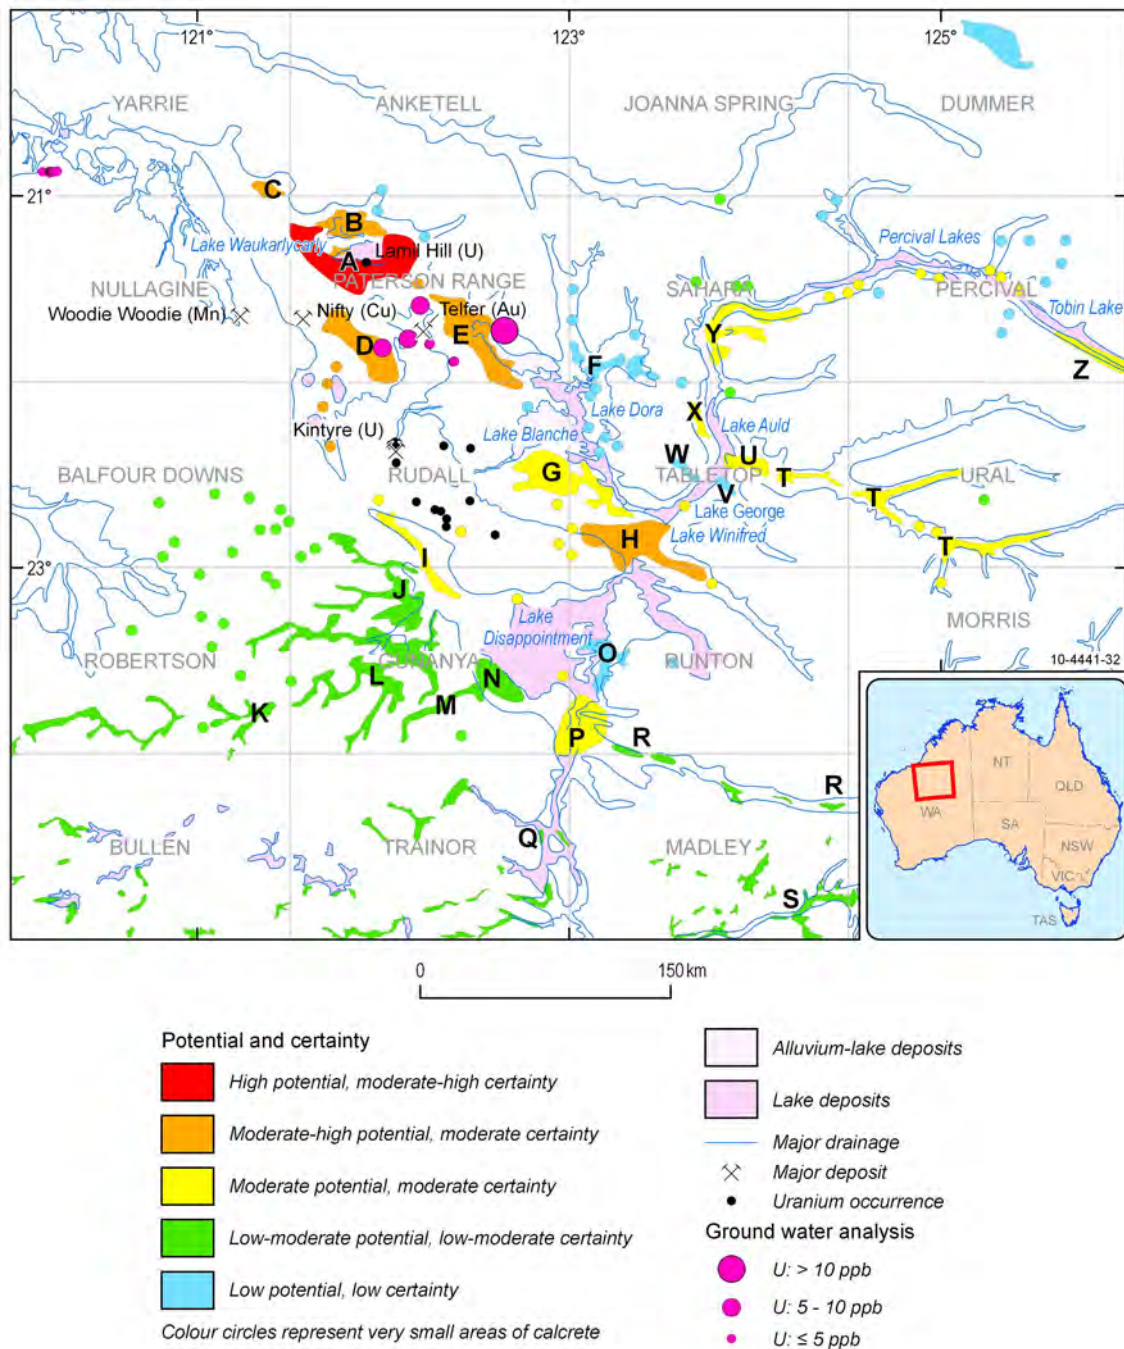 121°
123°
125°
YARRIE
ANKETELL
JOANNA SPRING
DUMMER
21°
21°
C
B
Lake Waukarlycarly
A
Lamil Hill (U)
PATERSON RANGE
Percival Lakes
NULLAGINE
SAHARA
PERCIVAL
Tobin Lake
Woodie Woodie (Mn)
Nifty (Cu)
Telfer (Au)
D
E
Y
F
Z
Lake Dora
X
Lake Auld
Kintyre (U)
Lake Blanche
W
U
BALFOUR DOWNS
RUDALL
G
TABLETOP
T
URAL
V
T
Lake George
Lake Winifred
H
T
23°
23°
I
J
Lake
Disappointment
MORRIS
O
10-4441-32
ROBERTSON
GUNANYA
RUNTON
L
N
K
M
P
R
R
Q
BULLEN
TRAINOR
MADLEY
S
NT
QLD
WA
SA
NSW
VIC
TAS
0
150 km
Potential and certainty
High potential, moderate-high certainty
Moderate-high potential, moderate certainty
Moderate potential, moderate certainty
Low-moderate potential, low-moderate certainty
Low potential, low certainty
Colour circles represent very small areas of calcrete
Alluvium-lake deposits
Lake deposits
Major drainage
Major deposit
Uranium occurrence
Ground water analysis
U: > 10 ppb
U: 5 - 10 ppb
U: ≤ 5 ppb